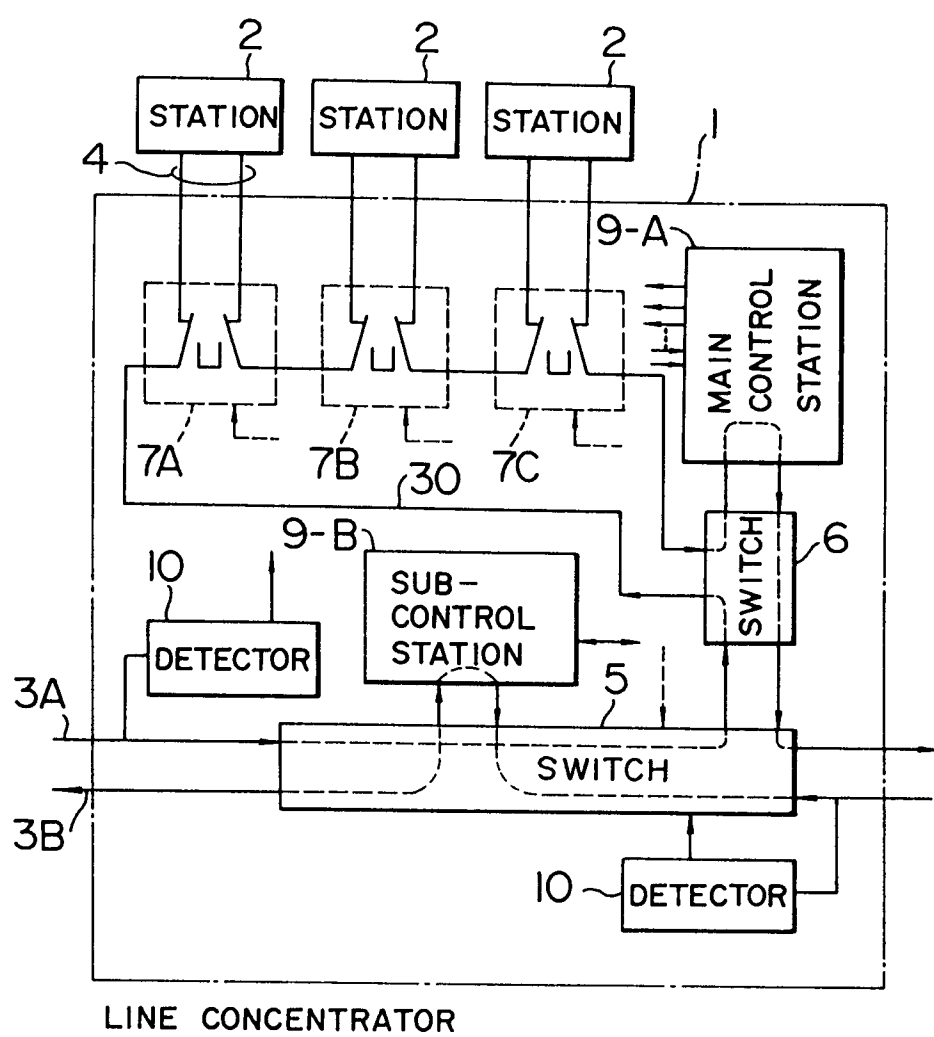 2
2
2
STATION
STATION
STATION
4
1
9-A
MAIN
CONTROL
STATION
7A
7B
7C
30
9-B
SUB-
CONTROL
STATION
SWITCH
6
10
DETECTOR
3A
5
SWITCH
3B
10
DETECTOR
LINE CONCENTRATOR